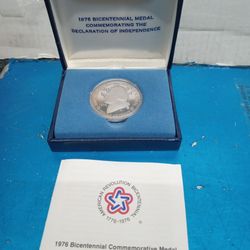 1976 BICENTENNIAL MEDAL
COMMEMORATING THE
DECLARATION OF INDEPENDENCE
AMERICAN REVOLUTION BICENTENNIAL
1776-1976
1976 Bicentennial Commemorative Medal